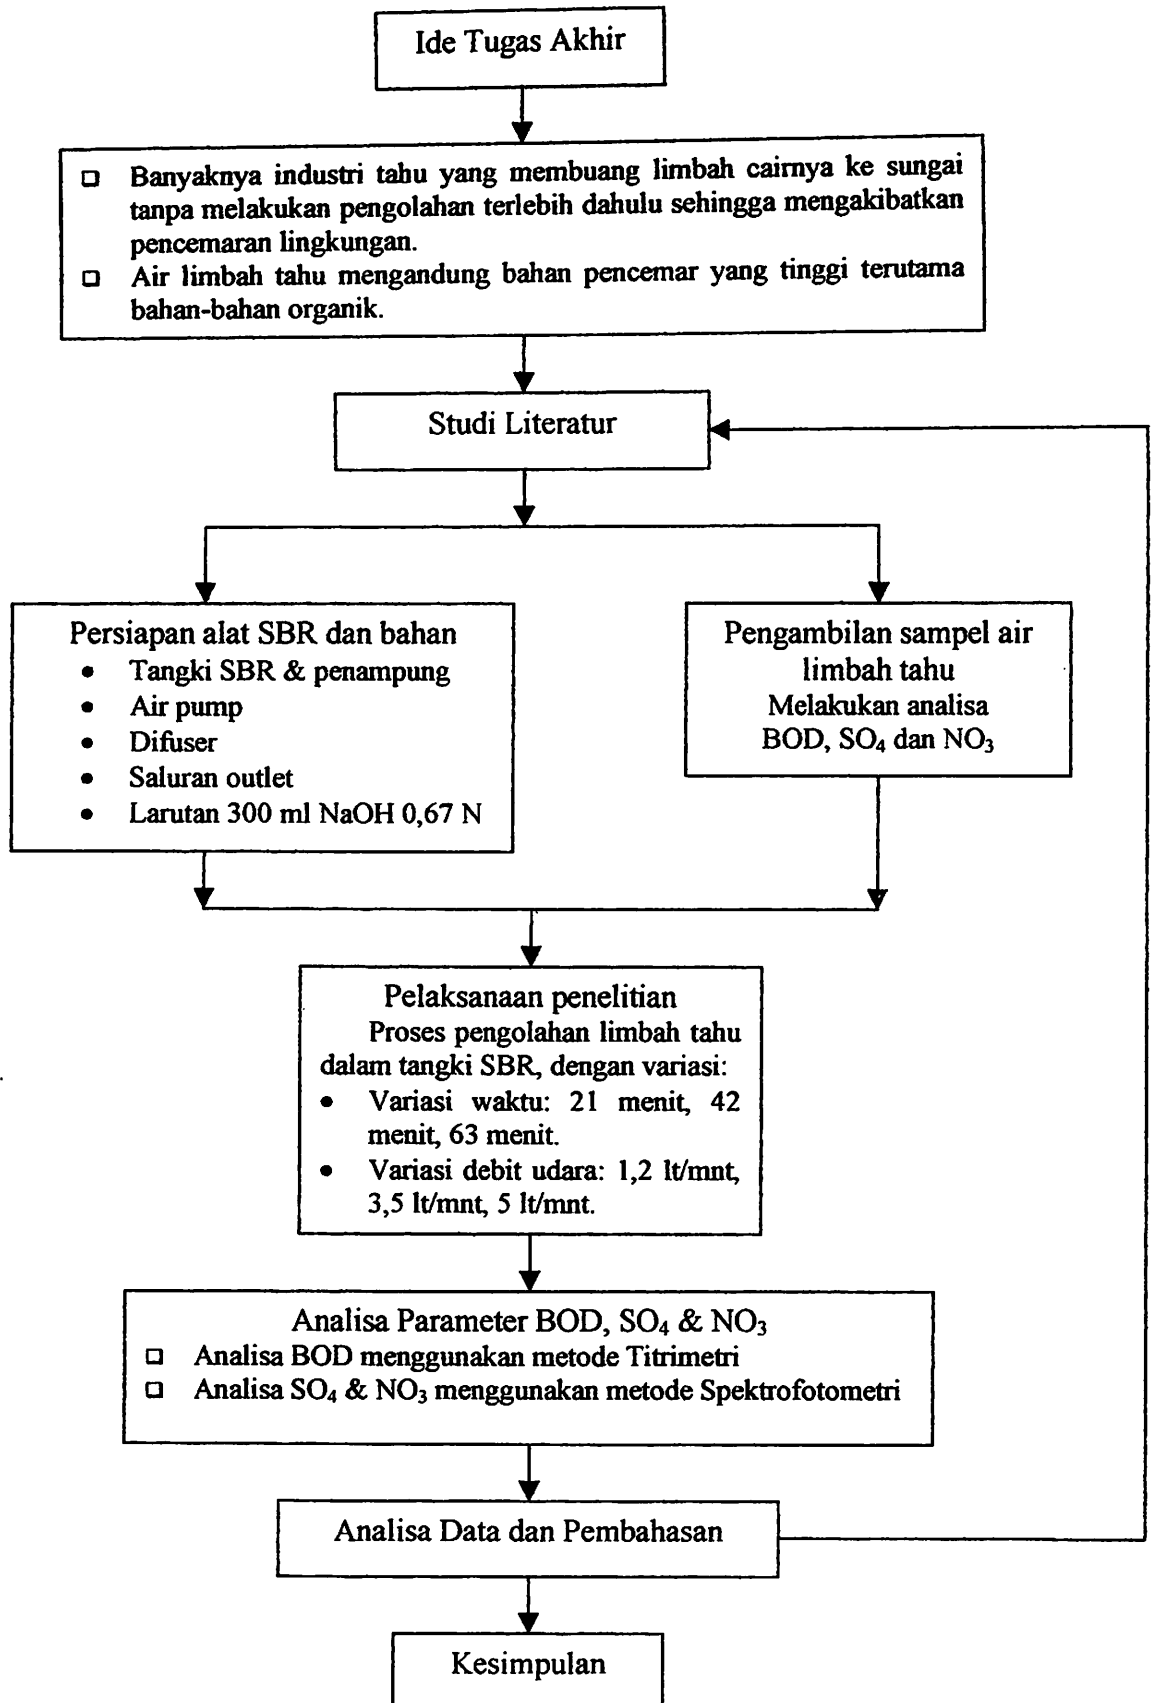 Ide Tugas Akhir
❑ Banyaknya industri tahu yang membuang limbah cairnya ke sungai
tanpa melakukan pengolahan terlebih dahulu sehingga mengakibatkan
pencemaran lingkungan.
❑ Air limbah tahu mengandung bahan pencemar yang tinggi terutama
bahan-bahan organik.
Studi Literatur
Persiapan alat SBR dan bahan
• Tangki SBR & penampung
• Air pump
• Difuser
• Saluran outlet
• Larutan 300 ml NaOH 0,67 N
Pengambilan sampel air
limbah tahu
Melakukan analisa
BOD, SO₄ dan NO₃
Pelaksanaan penelitian
Proses pengolahan limbah tahu
dalam tangki SBR, dengan variasi:
• Variasi waktu: 21 menit, 42
menit, 63 menit.
• Variasi debit udara: 1,2 lt/mnt,
3,5 lt/mnt, 5 lt/mnt.
Analisa Parameter BOD, SO₄ & NO₃
❑ Analisa BOD menggunakan metode Titrimetri
❑ Analisa SO₄ & NO₃ menggunakan metode Spektrofotometri
Analisa Data dan Pembahasan
Kesimpulan